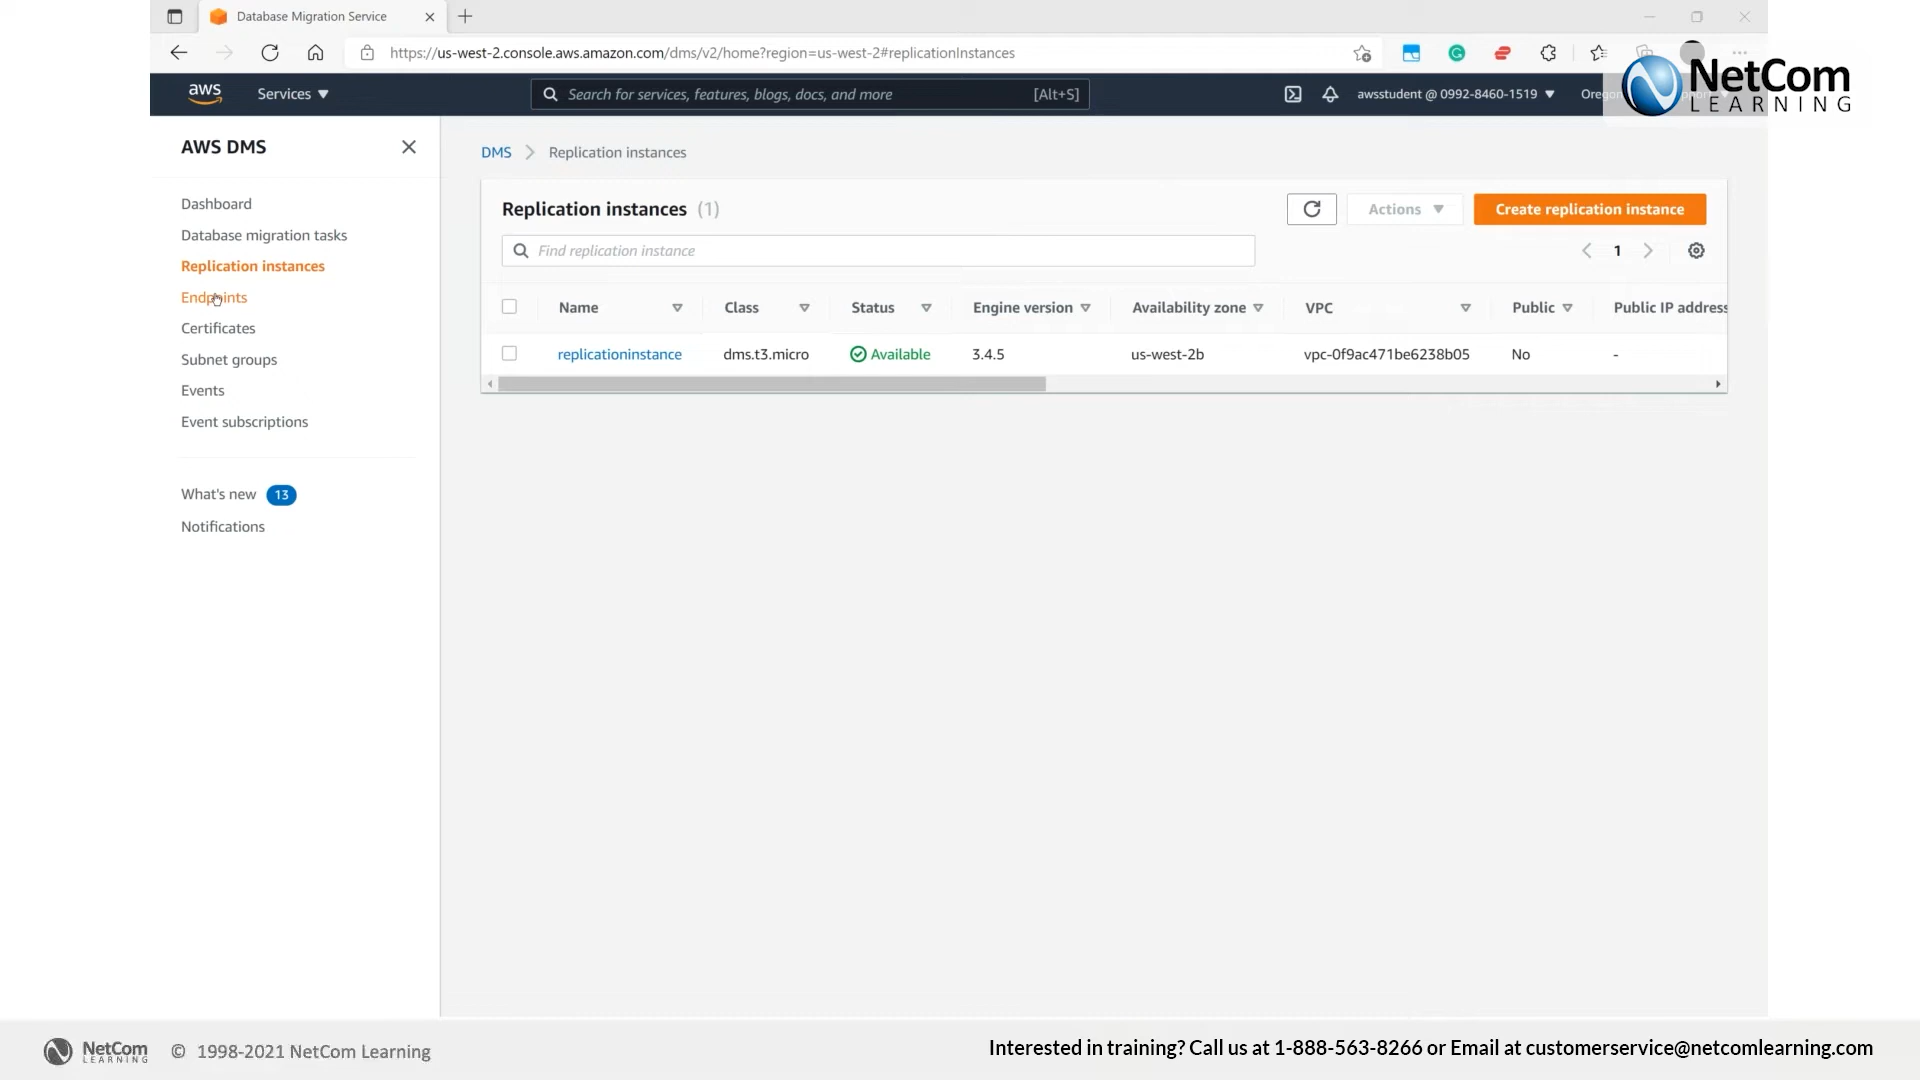 Database Migration Service
https://us-west-2.console.aws.amazon.com/dms/v2/home?region=us-west-2#replicationInstances
aws Services Search for services, features, blogs, docs, and more [Alt+S] awsstudent @ 0992-8460-1519
NetCom
LEARNING
AWS DMS
Dashboard
Database migration tasks
Replication instances
Endpoints
Certificates
Subnet groups
Events
Event subscriptions
What's new 13
Notifications
DMS Replication instances
Replication instances (1) Actions Create replication instance
Find replication instance 1
Name Class Status Engine version Availability zone VPC Public Public IP address
replicationinstance dms.t3.micro Available 3.4.5 us-west-2b vpc-0f9ac471be6238b05 No -
NetCom
LEARNING
© 1998-2021 NetCom Learning
Interested in training? Call us at 1-888-563-8266 or Email at customerservice@netcomlearning.com